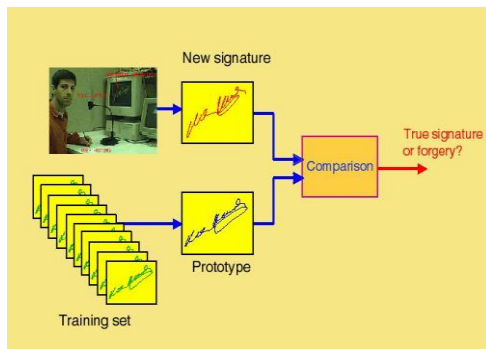 New signature
Comparison
True signature
or forgery?
Prototype
Training set